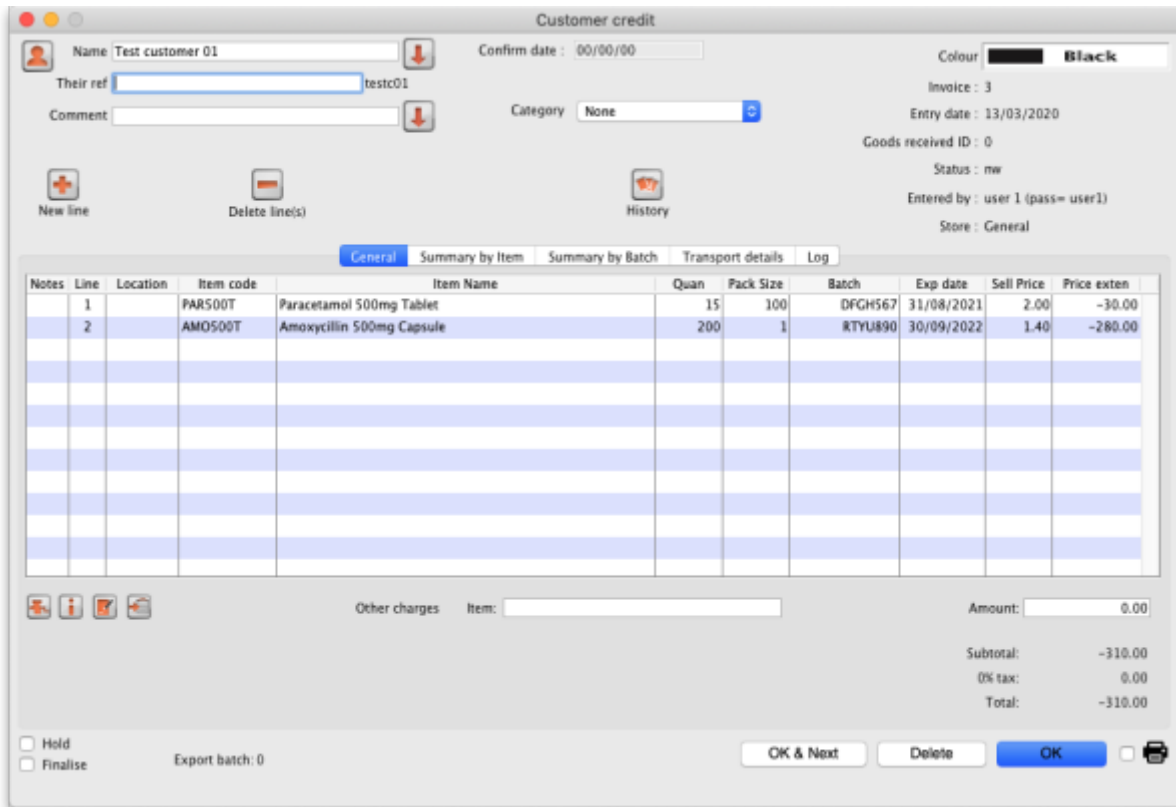 Customer credit
Name Test customer 01
Confirm date : 00/00/00
Colour Black
Their ref testc01
Invoice : 3
Comment
Category None
Entry date : 13/03/2020
Goods received ID : 0
Status : nw
Entered by : user 1 (pass= user1)
Store : General
New line Delete line(s) History
General Summary by Item Summary by Batch Transport details Log
Notes Line Location Item code Item Name Quan Pack Size Batch Exp date Sell Price Price exten
1 PAR500T Paracetamol 500mg Tablet 15 100 DFGH567 31/08/2021 2.00 -30.00
2 AMO500T Amoxycillin 500mg Capsule 200 1 RTYU890 30/09/2022 1.40 -280.00
Other charges Item: Amount: 0.00
Subtotal: -310.00
0% tax: 0.00
Total: -310.00
Hold
Finalise
Export batch: 0
OK & Next Delete OK